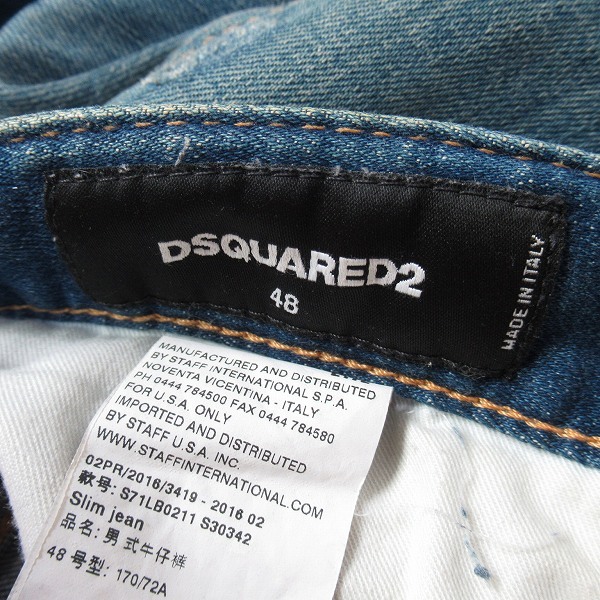 DSQUARED2
48
MADE IN ITALY
MANUFACTURED AND DISTRIBUTED
BY STAFF INTERNATIONAL S.P.A.
NOVENTA VICENTINA - ITALY
PH 0444 784500 FAX 0444 784580
FOR U.S.A. ONLY
IMPORTED AND DISTRIBUTED
BY STAFF U.S.A. INC.
WWW.STAFFINTERNATIONAL.COM
02PR/2016/3419 - 2016 02
款号: S71LB0211 S30342
Slim jean
品名: 男式牛仔裤
48 号型: 170/72A